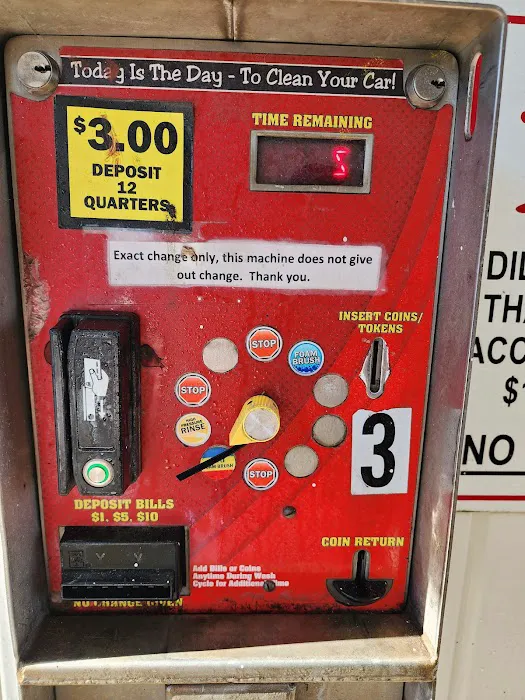 Today Is The Day - To Clean Your Car!
$3.00
DEPOSIT
12
QUARTERS
TIME REMAINING
Exact change only, this machine does not give
out change. Thank you.
INSERT COINS/
TOKENS
STOP
FOAM
BRUSH
STOP
HIGH
PRESSURE
RINSE
BRUSH
STOP
3
DEPOSIT BILLS
$1, $5, $10
NO CHANGE GIVEN
Add Bills or Coins
Anytime During Wash
Cycle for Additional Time
COIN RETURN
NO